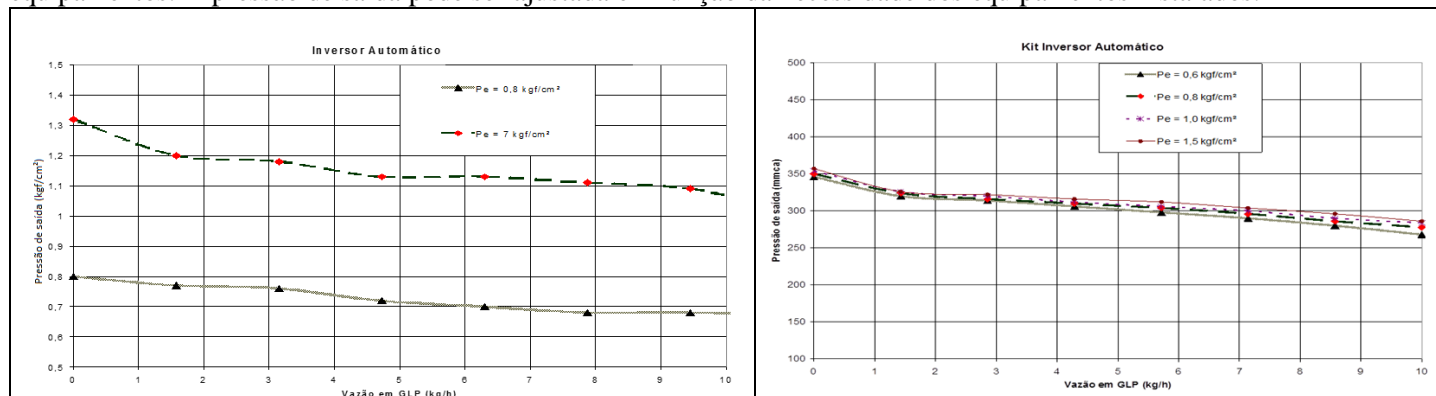 Inversor Automático
Pressão de saída (kgf/cm²)
1,5
1,4
1,3
1,2
1,1
1
0,9
0,8
0,7
0,6
0,5
Pe = 0,8 kgf/cm²
Pe = 7 kgf/cm²
0 1 2 3 4 5 6 7 8 9 10
Vazão em GLP (kg/h)
Kit Inversor Automático
Pressão de saída (mmca)
500
450
400
350
300
250
200
150
100
Pe = 0,6 kgf/cm²
Pe = 0,8 kgf/cm²
Pe = 1,0 kgf/cm²
Pe = 1,5 kgf/cm²
0 1 2 3 4 5 6 7 8 9 10
Vazão em GLP (kg/h)